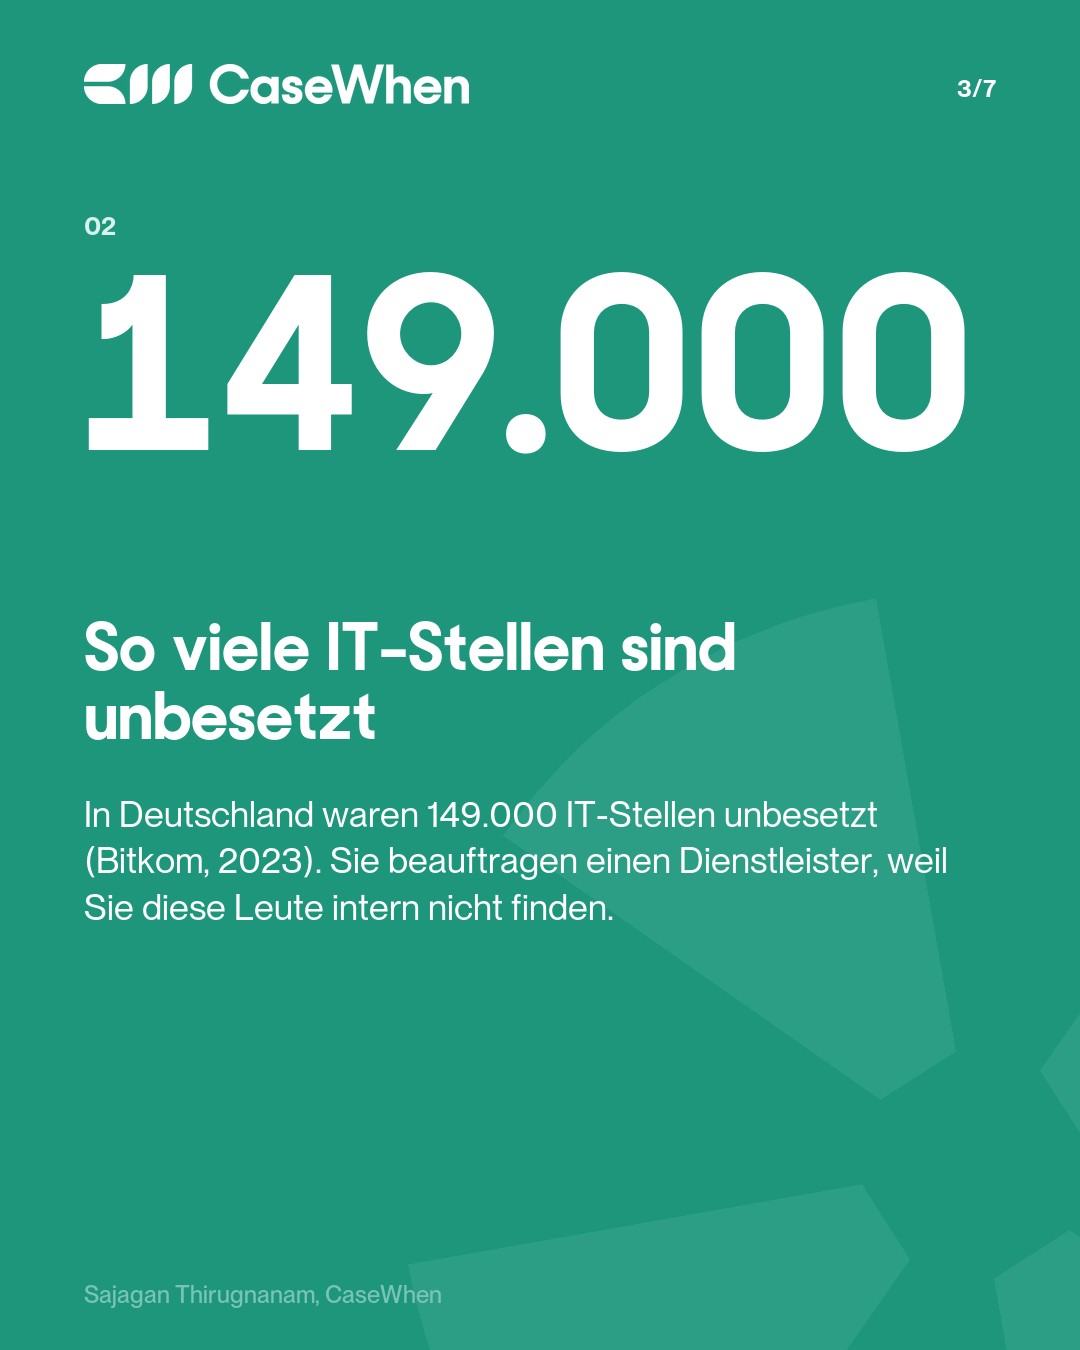 CaseWhen
3/7
02
149.000
So viele IT-Stellen sind
unbesetzt
In Deutschland waren 149.000 IT-Stellen unbesetzt
(Bitkom, 2023). Sie beauftragen einen Dienstleister, weil
Sie diese Leute intern nicht finden.
Sajagan Thirugnanam, CaseWhen